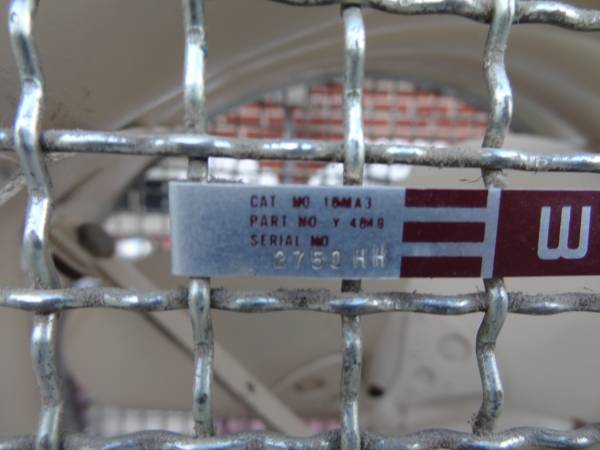 CAT NO 16MA3
PART NO Y 4849
SERIAL NO
2750 HH